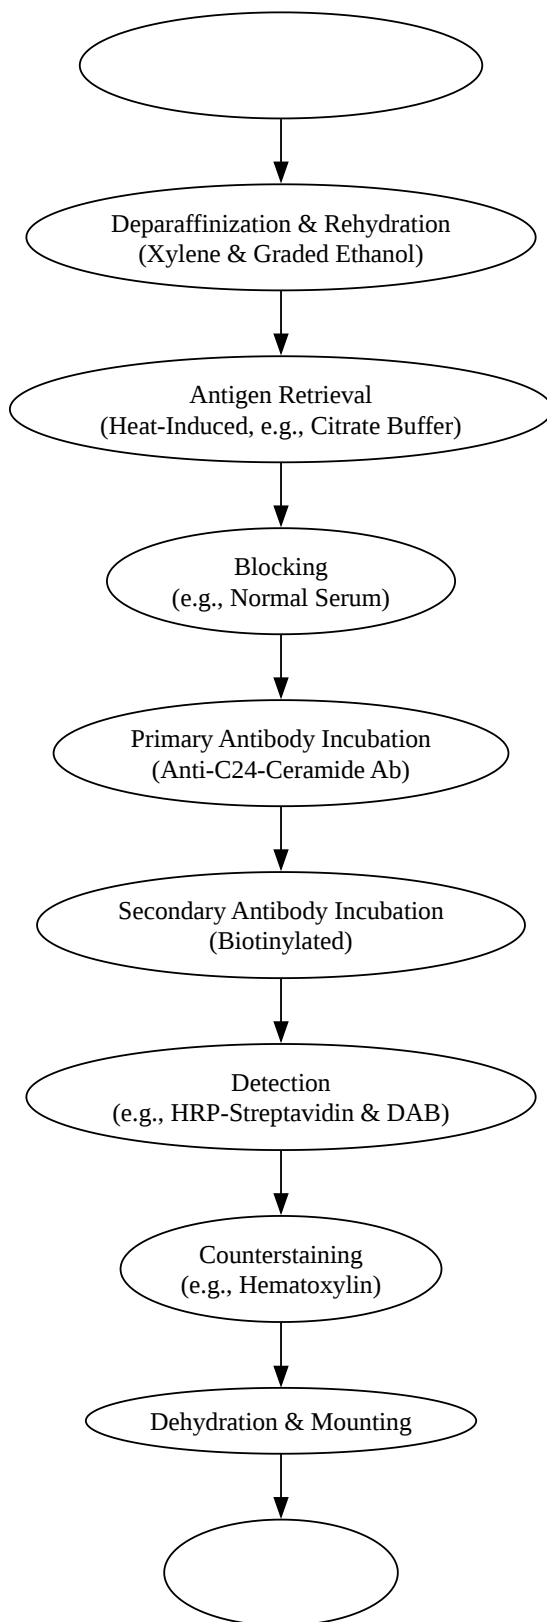 Deparaffinization & Rehydration
(Xylene & Graded Ethanol)
Antigen Retrieval
(Heat-Induced, e.g., Citrate Buffer)
Blocking
(e.g., Normal Serum)
Primary Antibody Incubation
(Anti-C24-Ceramide Ab)
Secondary Antibody Incubation
(Biotinylated)
Detection
(e.g., HRP-Streptavidin & DAB)
Counterstaining
(e.g., Hematoxylin)
Dehydration & Mounting